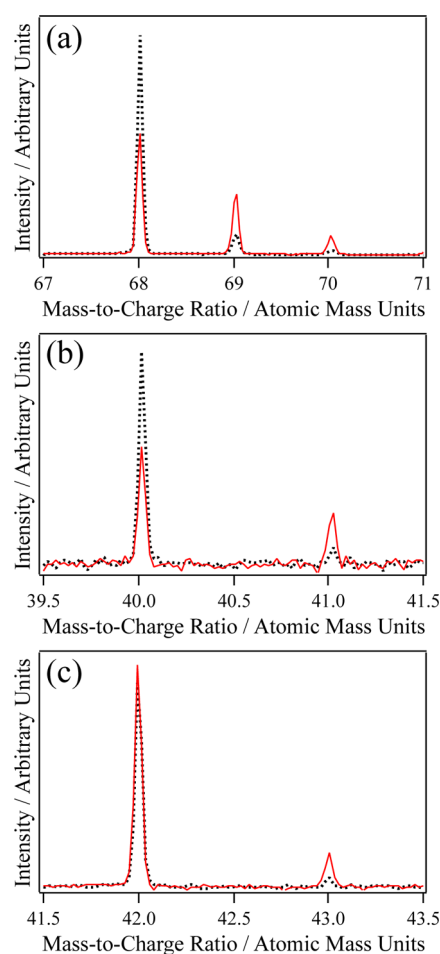 (a)
Intensity / Arbitrary Units
67 68 69 70 71
Mass-to-Charge Ratio / Atomic Mass Units
(b)
Intensity / Arbitrary Units
39.5 40.0 40.5 41.0 41.5
Mass-to-Charge Ratio / Atomic Mass Units
(c)
Intensity / Arbitrary Units
41.5 42.0 42.5 43.0 43.5
Mass-to-Charge Ratio / Atomic Mass Units